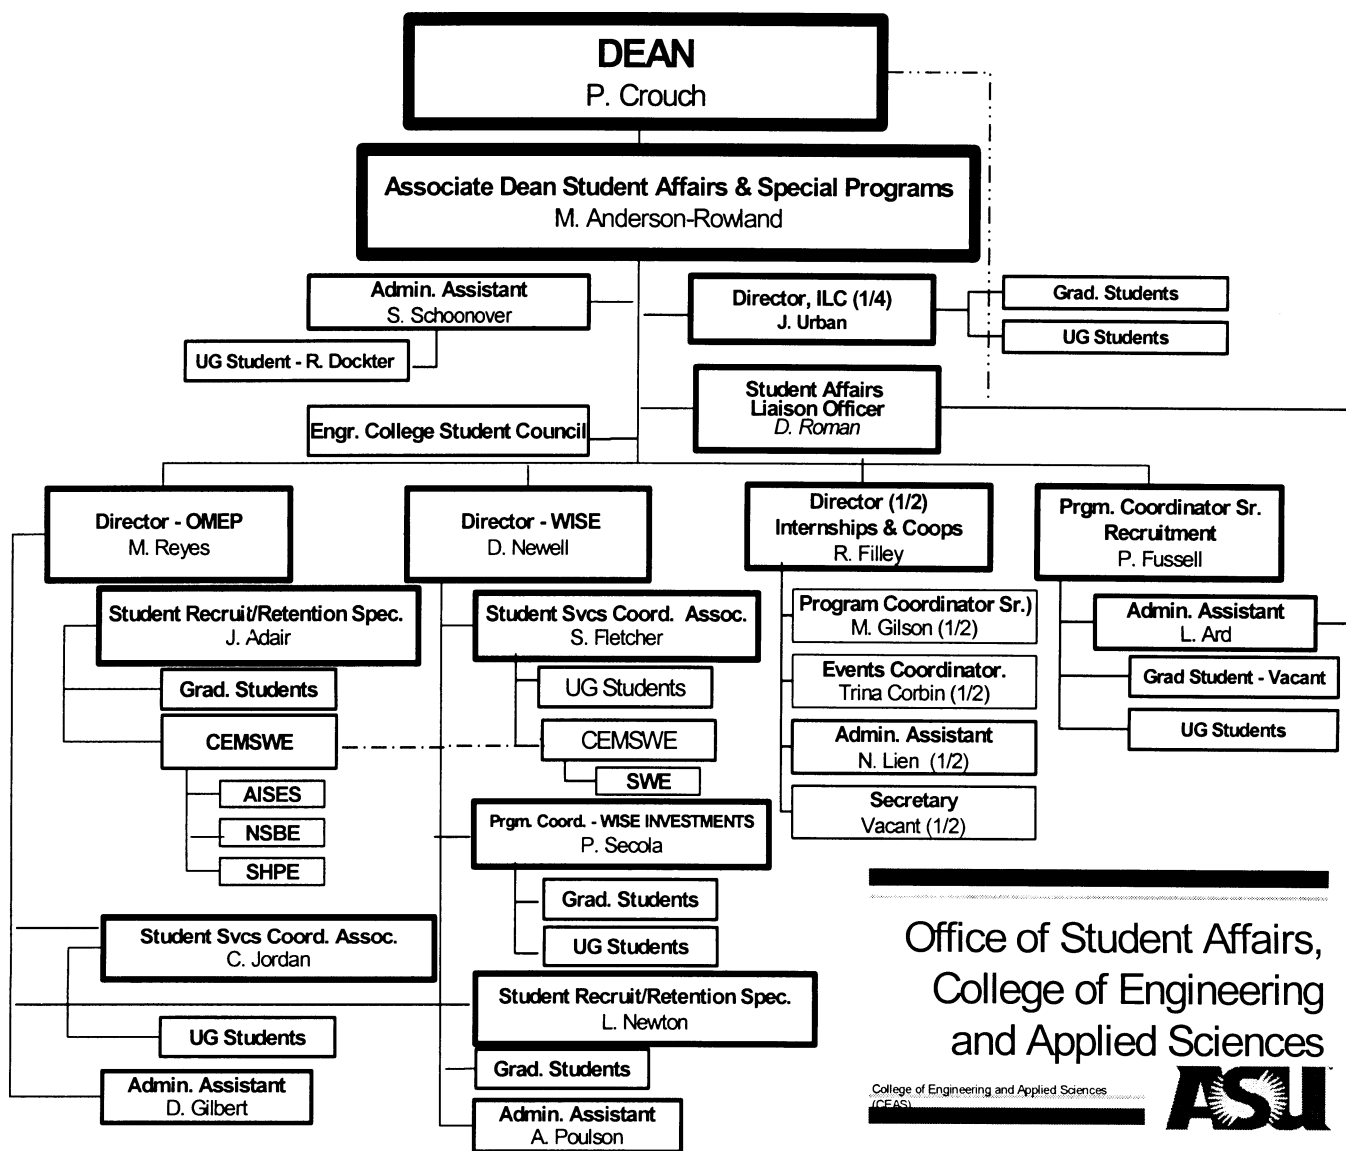 DEAN
P. Crouch
Associate Dean Student Affairs & Special Programs
M. Anderson-Rowland
Admin. Assistant
S. Schoonover
UG Student - R. Dockter
Director, ILC (1/4)
J. Urban
Grad. Students
UG Students
Student Affairs
Liaison Officer
D. Roman
Engr. College Student Council
Director - OMEP
M. Reyes
Director - WISE
D. Newell
Director (1/2)
Internships & Coops
R. Filley
Prgm. Coordinator Sr.
Recruitment
P. Fussell
Student Recruit/Retention Spec.
J. Adair
Grad. Students
CEMSWE
AISES
NSBE
SHPE
Student Svcs Coord. Assoc.
C. Jordan
UG Students
Admin. Assistant
D. Gilbert
Student Svcs Coord. Assoc.
S. Fletcher
UG Students
CEMSWE
SWE
Prgm. Coord. - WISE INVESTMENTS
P. Secola
Grad. Students
UG Students
Student Recruit/Retention Spec.
L. Newton
Grad. Students
Admin. Assistant
A. Poulson
Program Coordinator Sr.)
M. Gilson (1/2)
Events Coordinator.
Trina Corbin (1/2)
Admin. Assistant
N. Lien (1/2)
Secretary
Vacant (1/2)
Admin. Assistant
L. Ard
Grad Student - Vacant
UG Students
Office of Student Affairs,
College of Engineering
and Applied Sciences
College of Engineering and Applied Sciences
(CEAS)
ASU